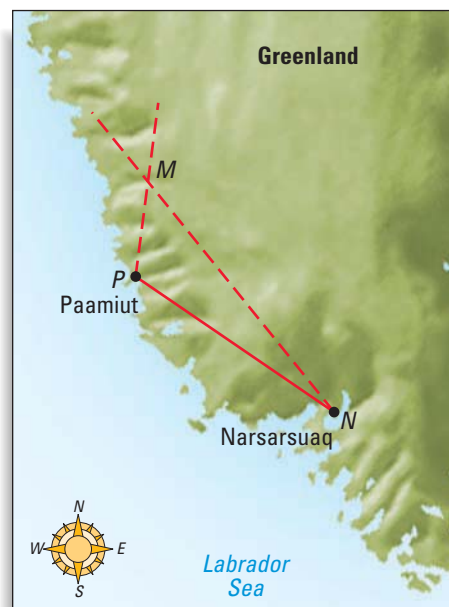 Greenland
M
P
Paamiut
N
Narsarsuaq
N
W E
S
Labrador
Sea